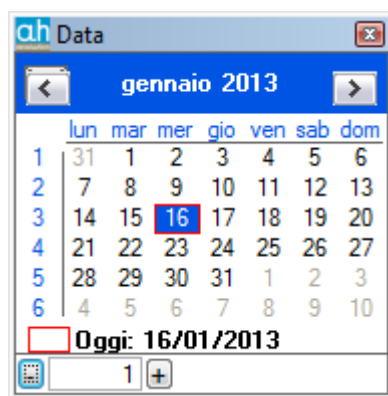 ah Data
gennaio 2013
lun mar mer gio ven sab dom
1 31 1 2 3 4 5 6
2 7 8 9 10 11 12 13
3 14 15 16 17 18 19 20
4 21 22 23 24 25 26 27
5 28 29 30 31 1 2 3
6 4 5 6 7 8 9 10
Oggi: 16/01/2013
1 +